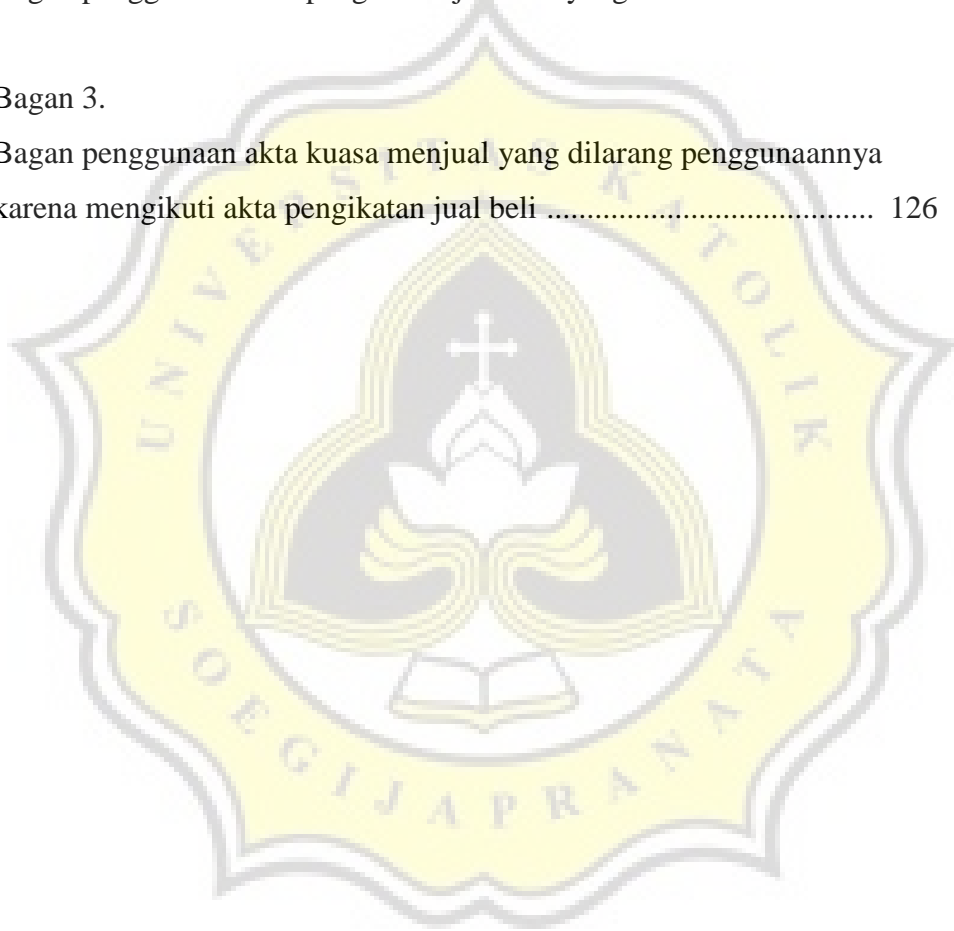 Bagan 3.
Bagan penggunaan akta kuasa menjual yang dilarang penggunaannya
karena mengikuti akta pengikatan jual beli ..................................... 126
UNIVERSITAS KATOLIK
SOEGIJAPRANATA